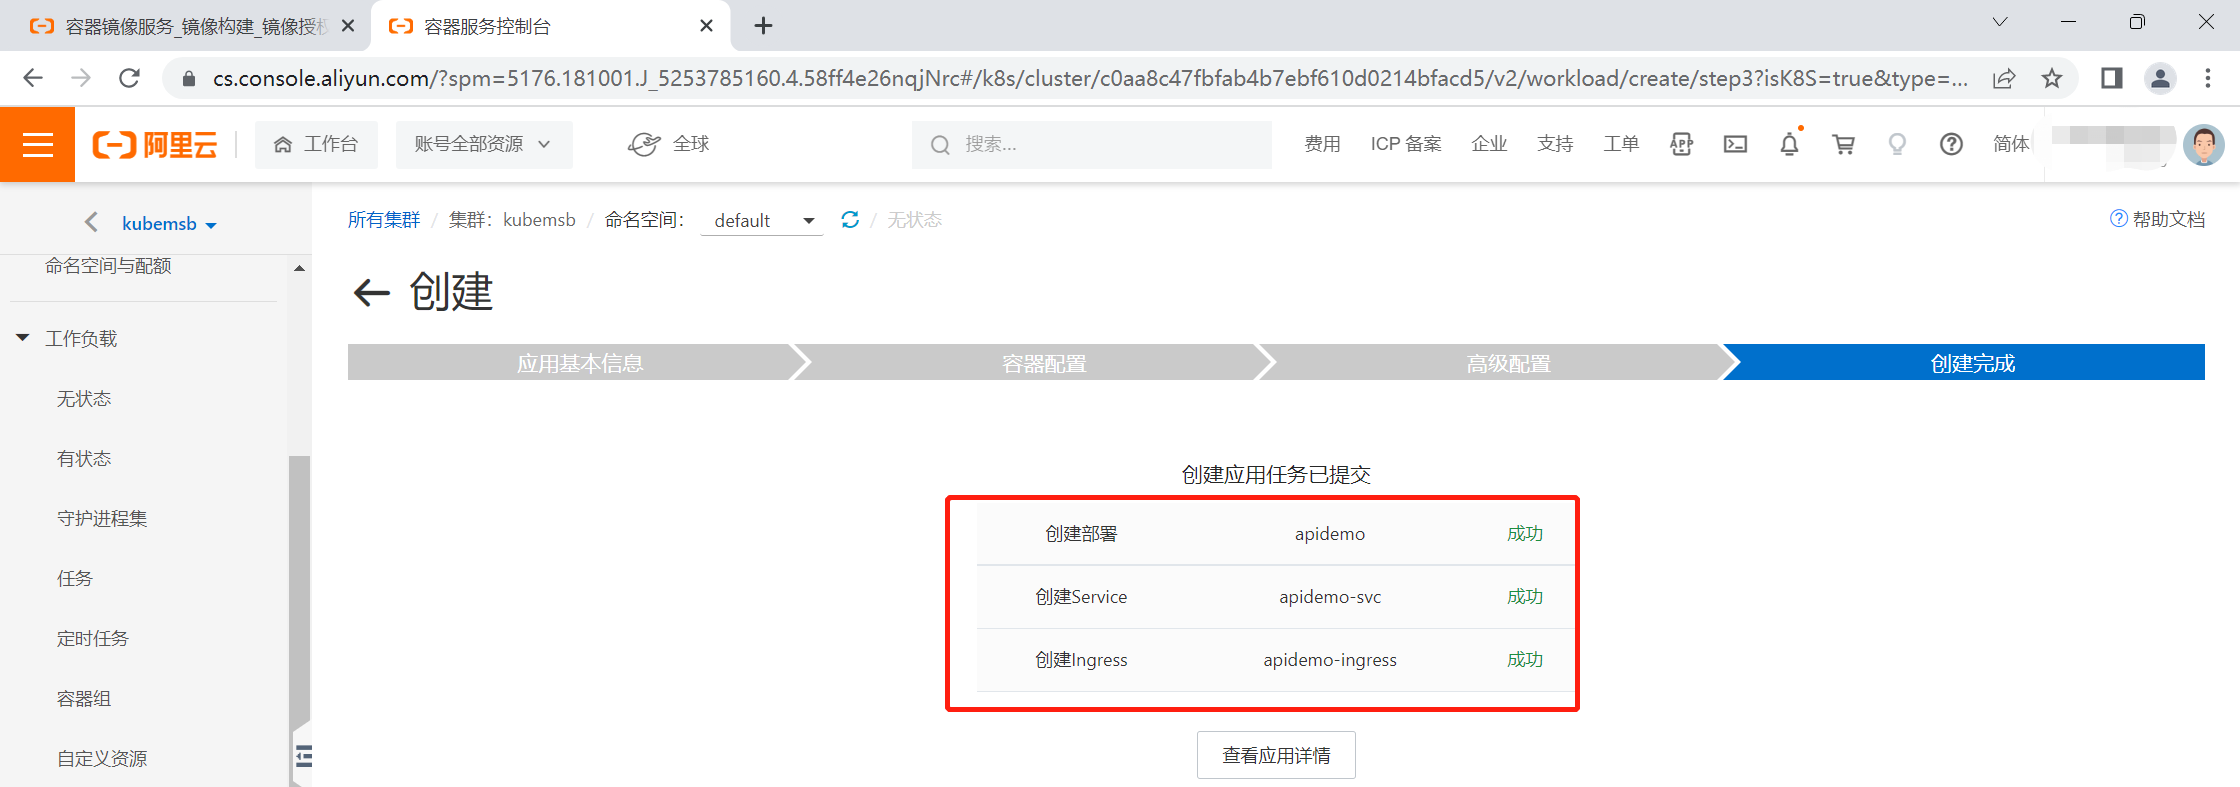 容器镜像服务_镜像构建_镜像授权
容器服务控制台
cs.console.aliyun.com/?spm=5176.181001.J_5253785160.4.58ff4e26nqjNrc#/k8s/cluster/c0aa8c47fbfab4b7ebf610d0214bfacd5/v2/workload/create/step3?isK8S=true&type=...
阿里云
工作台
账号全部资源
全球
搜索...
费用
ICP 备案
企业
支持
工单
APP
简体
kubemsb
所有集群 / 集群：kubemsb / 命名空间： default / 无状态
帮助文档
命名空间与配额
创建
工作负载
应用基本信息
容器配置
高级配置
创建完成
无状态
有状态
守护进程集
任务
定时任务
容器组
自定义资源
创建应用任务已提交
创建部署 apidemo 成功
创建Service apidemo-svc 成功
创建Ingress apidemo-ingress 成功
查看应用详情